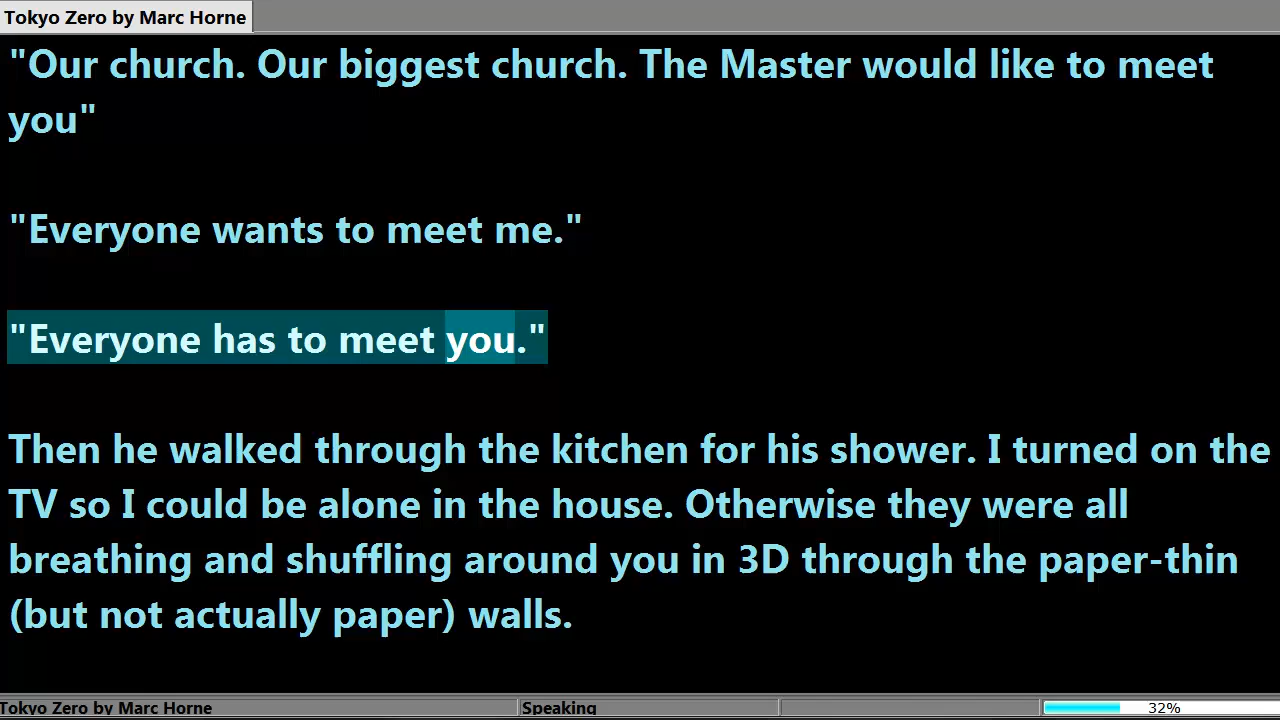 Tokyo Zero by Marc Horne
"Our church. Our biggest church. The Master would like to meet
you"
"Everyone wants to meet me."
"Everyone has to meet you."
Then he walked through the kitchen for his shower. I turned on the
TV so I could be alone in the house. Otherwise they were all
breathing and shuffling around you in 3D through the paper-thin
(but not actually paper) walls.
Tokyo Zero by Marc Horne Speaking 32%